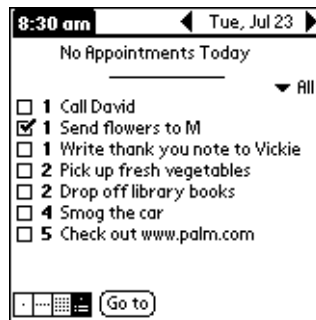 8:30 am Tue, Jul 23
No Appointments Today
All
1 Call David
1 Send flowers to M
1 Write thank you note to Vickie
2 Pick up fresh vegetables
2 Drop off library books
4 Smog the car
5 Check out www.palm.com
Go to